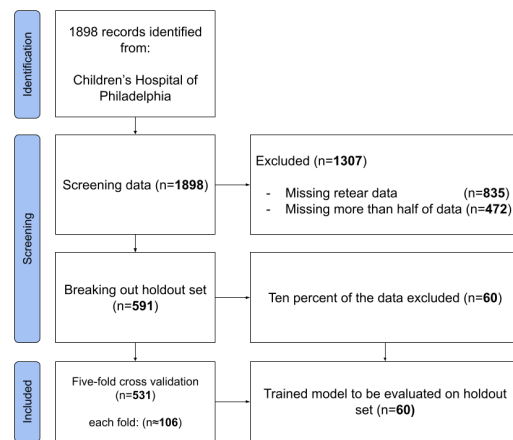 Identification
1898 records identified
from:
Children's Hospital of
Philadelphia
Screening
Screening data (n=1898)
Excluded (n=1307)
- Missing retear data (n=835)
- Missing more than half of data (n=472)
Breaking out holdout set
(n=591)
Ten percent of the data excluded (n=60)
Included
Five-fold cross validation
(n=531)
each fold: (n≈106)
Trained model to be evaluated on holdout
set (n=60)